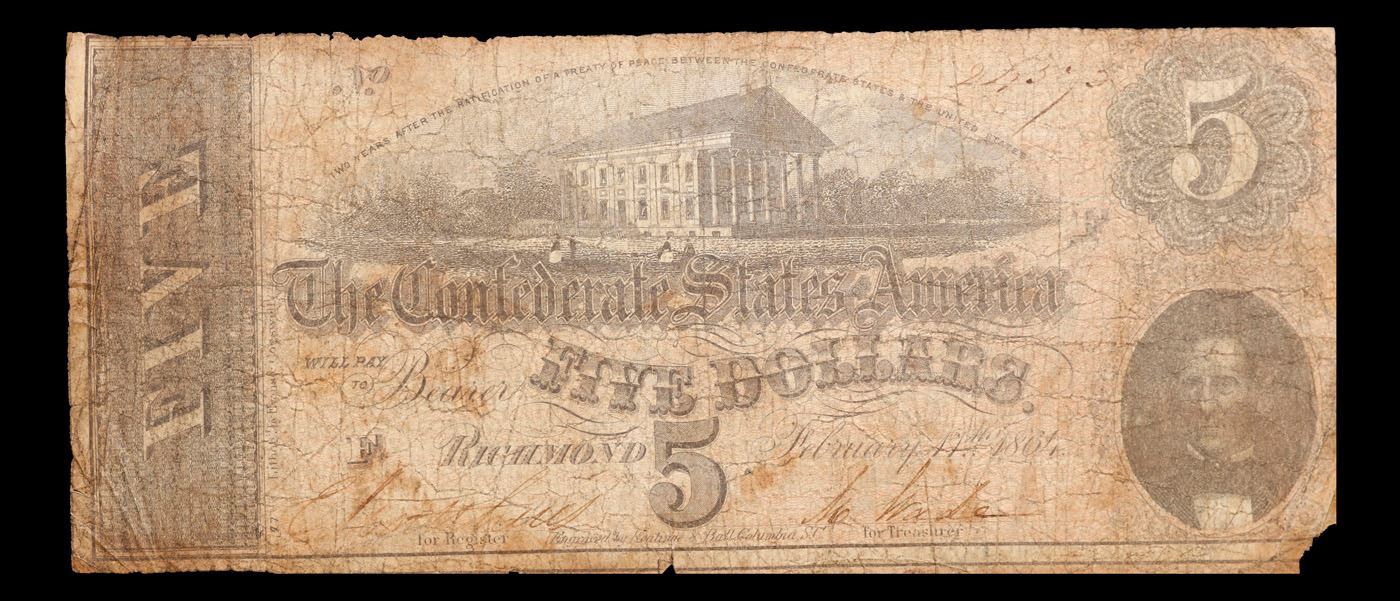 TWO YEARS AFTER THE RATIFICATION OF A TREATY OF PEACE BETWEEN THE CONFEDERATE STATES & THE UNITED STATES
5
FIVE
The Confederate States of America
WILL PAY
TO
Bearer
FIVE DOLLARS.
F
RICHMOND
5
February 17th 1864.
for Register
Engraved by Keatinge & Ball Columbia S.C.
for Treasurer